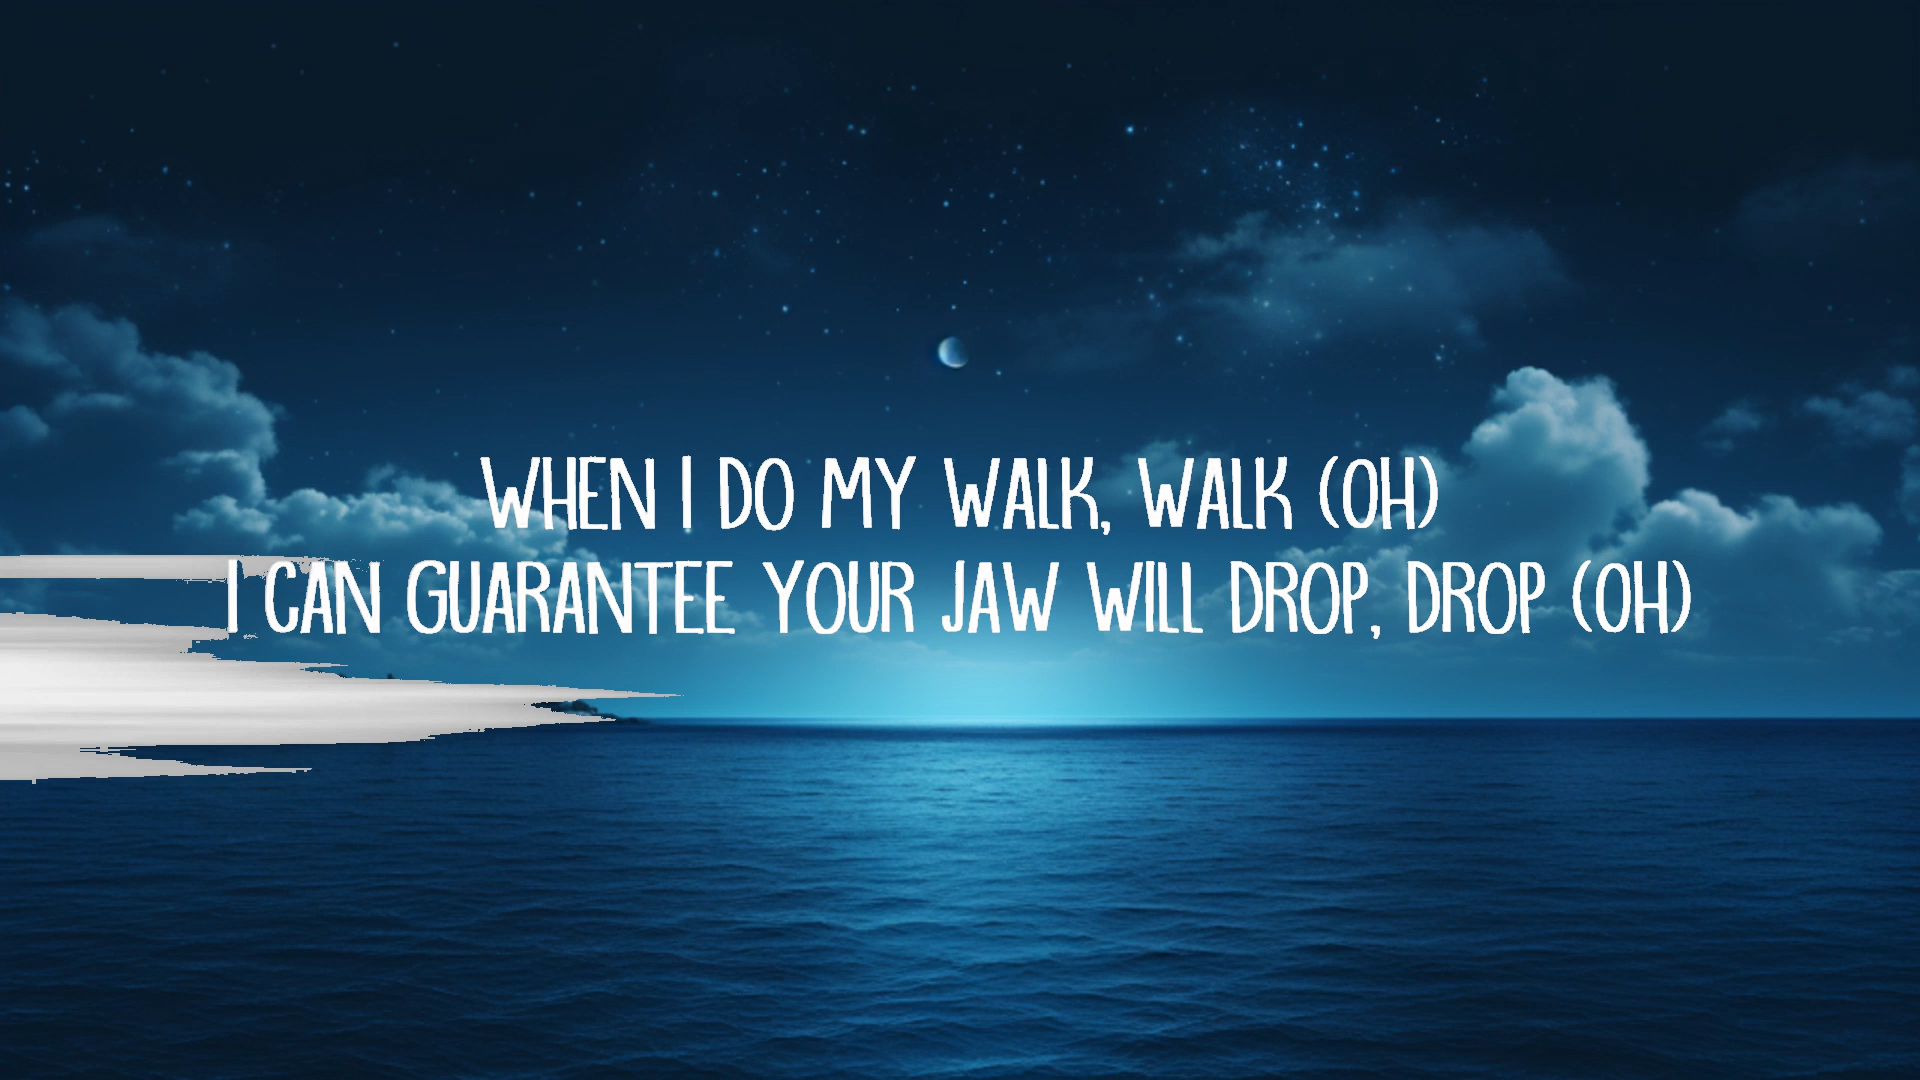 WHEN I DO MY WALK, WALK (OH)
I CAN GUARANTEE YOUR JAW WILL DROP, DROP (OH)